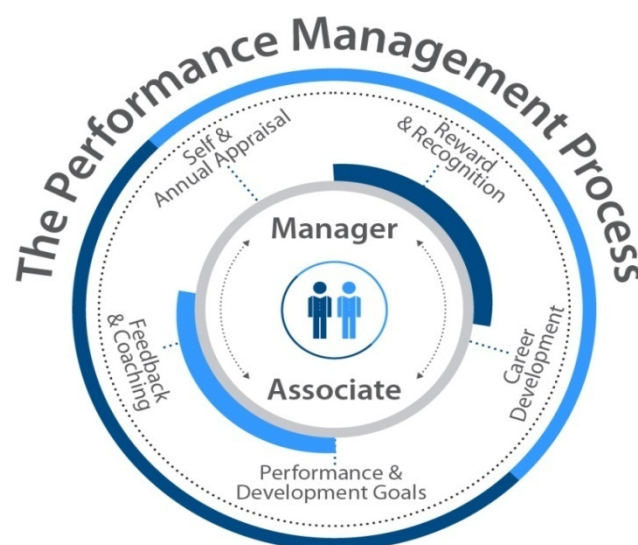 The Performance Management Process
Self &
Annual Appraisal
Reward
& Recognition
Manager
Feedback
& Coaching
Career
Development
Associate
Performance &
Development Goals